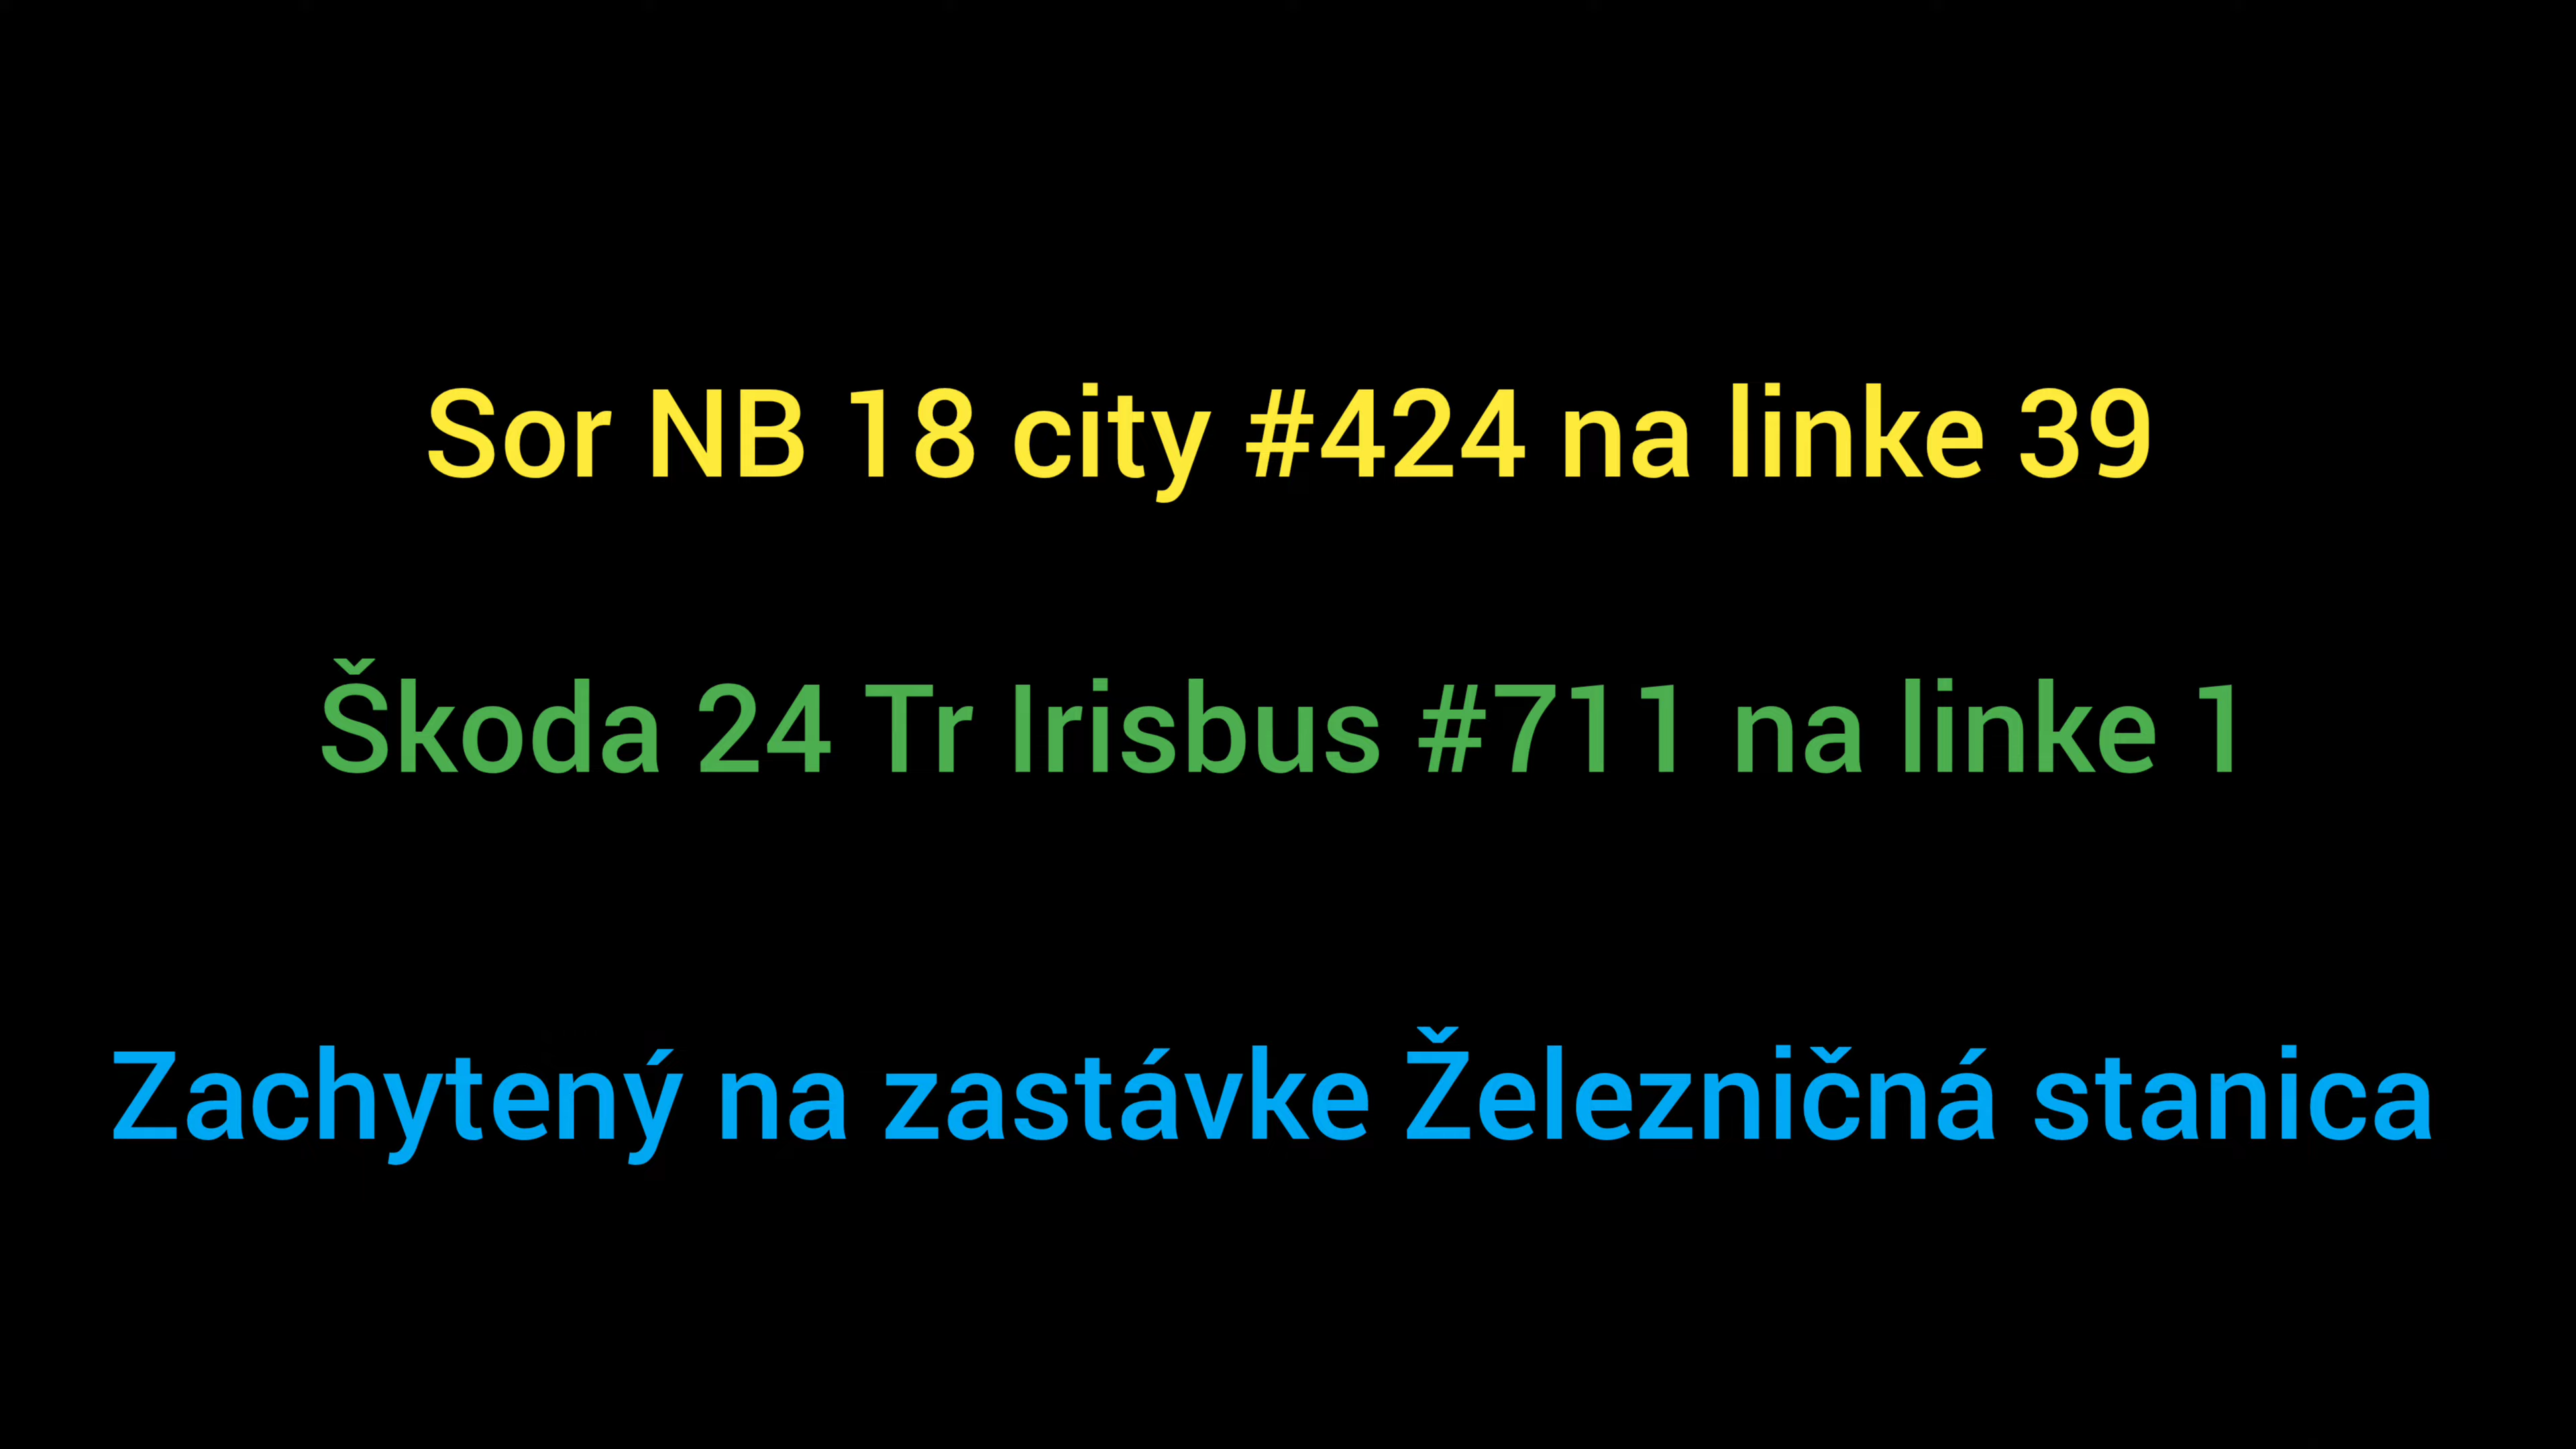 Sor NB 18 city #424 na linke 39
Škoda 24 Tr Irisbus #711 na linke 1
Zachytený na zastávke Železničná stanica